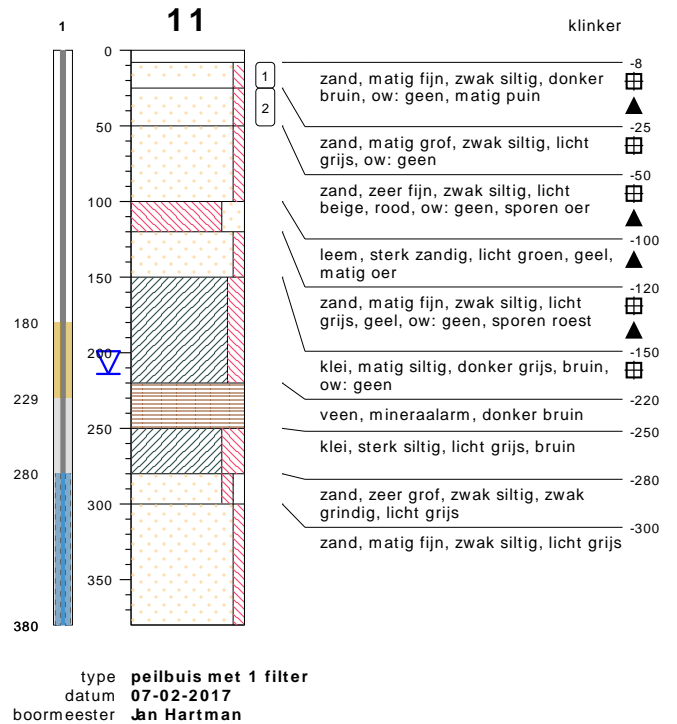 1
11
klinker
0
50
100
150
200
250
300
350
180
229
280
380
1
2
-8
zand, matig fijn, zwak siltig, donker
bruin, ow: geen, matig puin
-25
zand, matig grof, zwak siltig, licht
grijs, ow: geen
-50
zand, zeer fijn, zwak siltig, licht
beige, rood, ow: geen, sporen oer
-100
leem, sterk zandig, licht groen, geel,
matig oer
-120
zand, matig fijn, zwak siltig, licht
grijs, geel, ow: geen, sporen roest
-150
klei, matig siltig, donker grijs, bruin,
ow: geen
-220
veen, mineraalarm, donker bruin
-250
klei, sterk siltig, licht grijs, bruin
-280
zand, zeer grof, zwak siltig, zwak
grindig, licht grijs
-300
zand, matig fijn, zwak siltig, licht grijs
type peilbuis met 1 filter
datum 07-02-2017
boormeester Jan Hartman